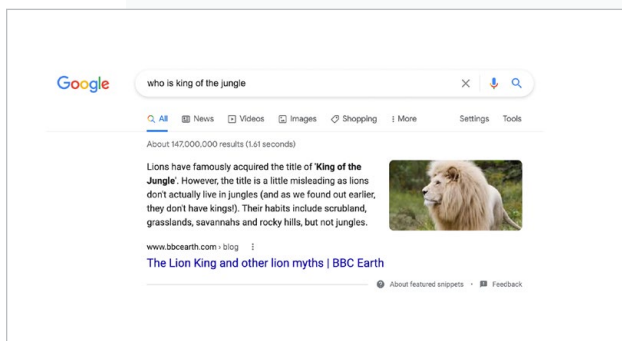 Google
who is king of the jungle
All News Videos Images Shopping More Settings Tools
About 147,000,000 results (1.61 seconds)
Lions have famously acquired the title of 'King of the
Jungle'. However, the title is a little misleading as lions
don't actually live in jungles (and as we found out earlier,
they don't have kings!). Their habits include scrubland,
grasslands, savannahs and rocky hills, but not jungles.
www.bbcearth.com › blog
The Lion King and other lion myths | BBC Earth
About featured snippets • Feedback